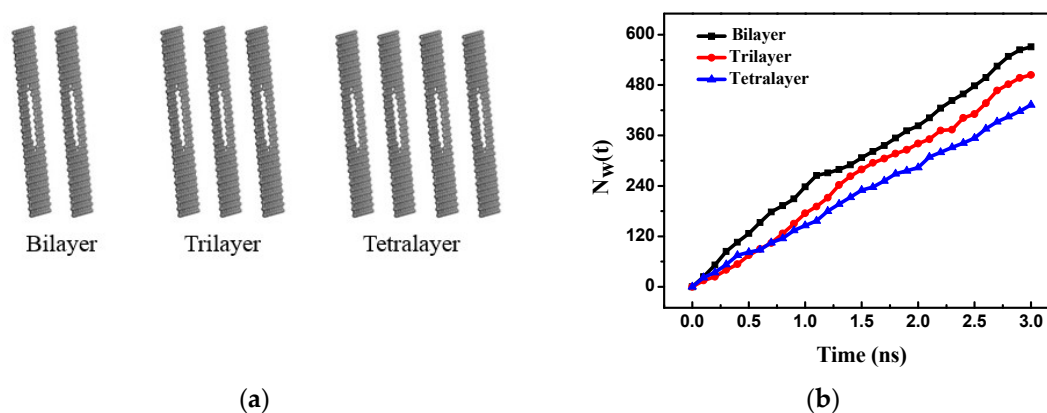 Bilayer
Trilayer
Tetralayer
(a)
600
480
360
240
120
0
N_w(t)
Bilayer
Trilayer
Tetralayer
0.0 0.5 1.0 1.5 2.0 2.5 3.0
Time (ns)
(b)